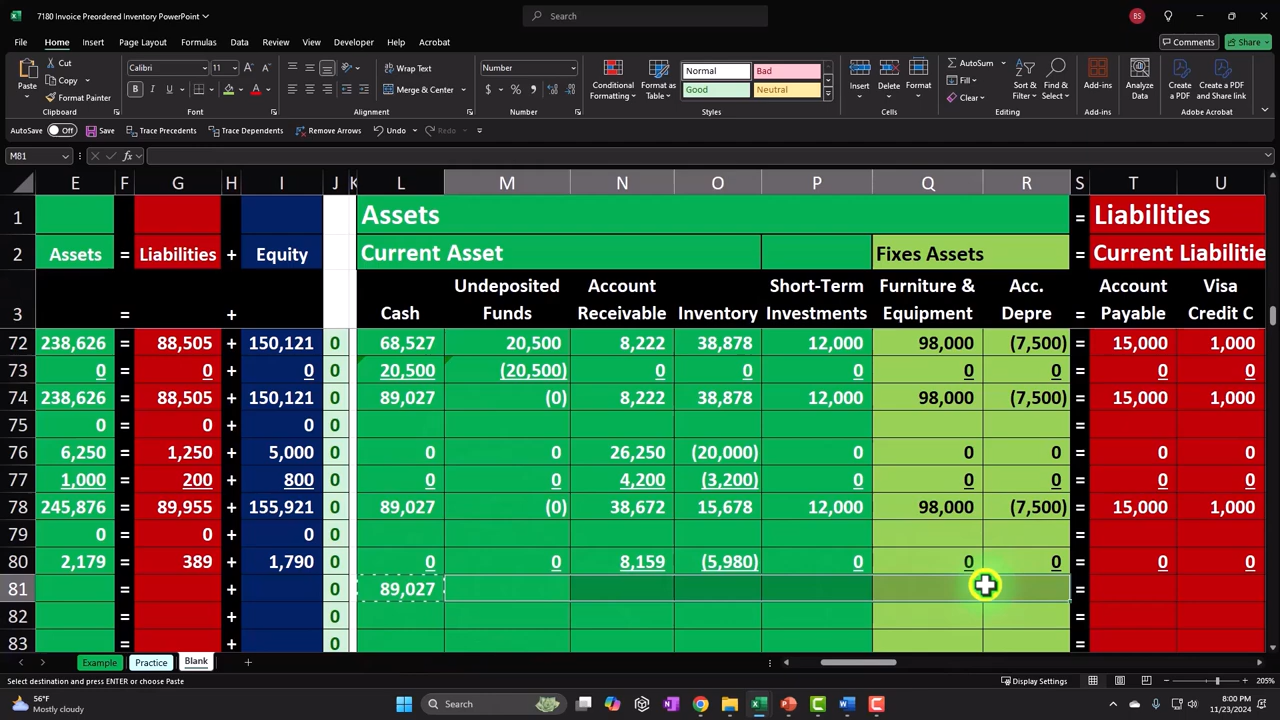 7180 Invoice Preordered Inventory PowerPoint
Search
BS
File Home Insert Page Layout Formulas Data Review View Developer Help Acrobat
Comments Share
Paste Cut Copy Format Painter
Calibri 11
B I U
Wrap Text
Merge & Center
Number
$ % 9
Conditional Formatting Format as Table
Normal Bad
Good Neutral
Insert Delete Format
AutoSum Fill Clear
Sort & Filter Find & Select
Add-ins
Analyze Data
Create a PDF Create a PDF and Share link
Clipboard Font Alignment Number Styles Cells Editing Add-ins Adobe Acrobat
AutoSave Off Save Trace Precedents Trace Dependents Remove Arrows Undo Redo
M81 fx
E F G H I J K L M N O P Q R S T U
1 Assets = Liabilities
2 Assets = Liabilities + Equity Current Asset Fixes Assets = Current Liabilitie
Undeposited Account Short-Term Furniture & Acc. Account Visa
3 = + Cash Funds Receivable Inventory Investments Equipment Depre = Payable Credit C
72 238,626 = 88,505 + 150,121 0 68,527 20,500 8,222 38,878 12,000 98,000 (7,500) = 15,000 1,000
73 0 = 0 + 0 0 20,500 (20,500) 0 0 0 0 0 = 0 0
74 238,626 = 88,505 + 150,121 0 89,027 (0) 8,222 38,878 12,000 98,000 (7,500) = 15,000 1,000
75 0 = 0 + 0 0 =
76 6,250 = 1,250 + 5,000 0 0 0 26,250 (20,000) 0 0 0 = 0 0
77 1,000 = 200 + 800 0 0 0 4,200 (3,200) 0 0 0 = 0 0
78 245,876 = 89,955 + 155,921 0 89,027 (0) 38,672 15,678 12,000 98,000 (7,500) = 15,000 1,000
79 0 = 0 + 0 0 =
80 2,179 = 389 + 1,790 0 0 0 8,159 (5,980) 0 0 0 = 0 0
81 = + 0 89,027 =
82 = + 0 =
83 = + 0 =
Example Practice Blank
Select destination and press ENTER or choose Paste
Display Settings
205%
56°F
Mostly cloudy
Search
8:00 PM
11/23/2024